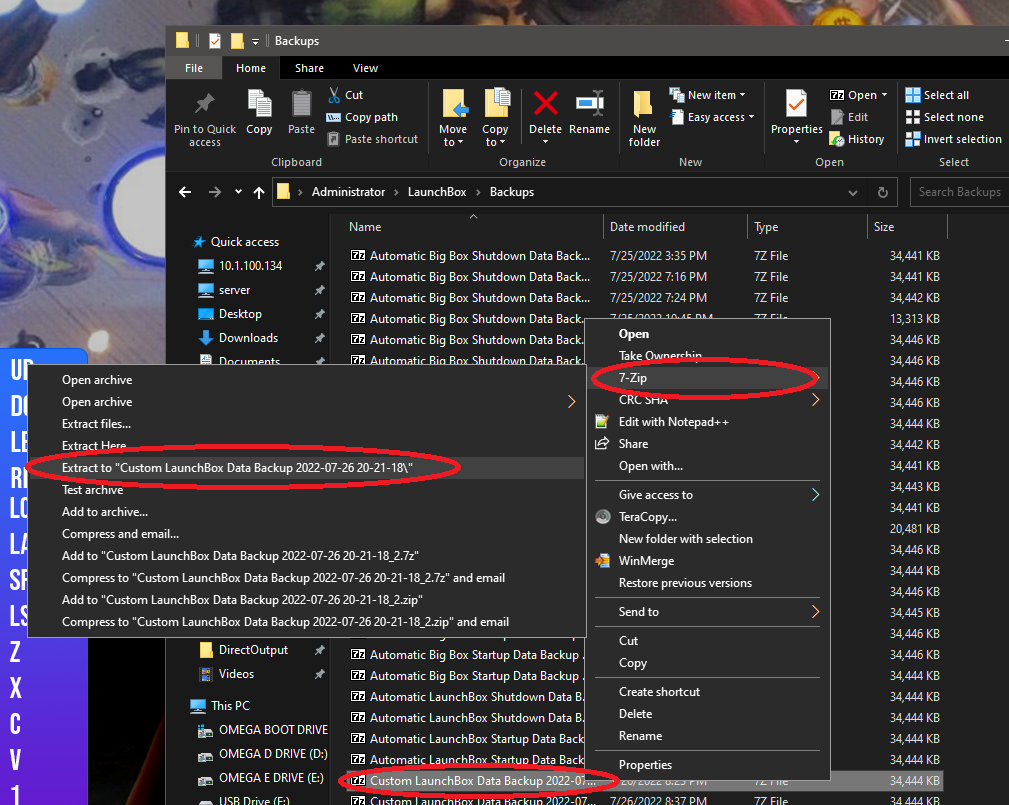 Backups
File Home Share View
Pin to Quick access
Copy
Paste
Cut
Copy path
Paste shortcut
Clipboard
Move to
Copy to
Delete
Rename
Organize
New folder
New item
Easy access
New
Properties
Open
Edit
History
Open
Select all
Select none
Invert selection
Select
Administrator > LaunchBox > Backups
Search Backups
Name Date modified Type Size
Quick access
10.1.100.134
server
Desktop
Downloads
Documents
DirectOutput
Videos
This PC
OMEGA BOOT DRIVE
OMEGA D DRIVE (D:)
OMEGA E DRIVE (E:)
USB Drive (F:)
Automatic Big Box Shutdown Data Back... 7/25/2022 3:35 PM 7Z File 34,441 KB
Automatic Big Box Shutdown Data Back... 7/25/2022 7:16 PM 7Z File 34,441 KB
Automatic Big Box Shutdown Data Back... 7/25/2022 7:24 PM 7Z File 34,442 KB
Automatic Big Box Shutdown Data Back... 7/25/2022 10:45 PM 7Z File 13,313 KB
Automatic Big Box Shutdown Data Back... 34,446 KB
Automatic Big Box Shutdown Data Back... 34,441 KB
34,446 KB
34,446 KB
34,444 KB
34,442 KB
34,441 KB
34,443 KB
34,441 KB
20,481 KB
34,446 KB
34,444 KB
34,446 KB
34,445 KB
34,446 KB
Automatic Big Box Startup Data Backup . 34,446 KB
Automatic Big Box Startup Data Backup . 34,446 KB
Automatic LaunchBox Shutdown Data B. 34,444 KB
Automatic LaunchBox Shutdown Data B. 34,444 KB
Automatic LaunchBox Startup Data Back 34,444 KB
Automatic LaunchBox Startup Data Back 34,444 KB
Custom LaunchBox Data Backup 2022-07... 7/26/2022 8:23 PM 7Z File 34,444 KB
Custom LaunchBox Data Backup 2022-07... 7/26/2022 8:37 PM 7Z File 34,444 KB
Open
Take Ownership
7-Zip
CRC SHA
Edit with Notepad++
Share
Open with...
Give access to
TeraCopy...
New folder with selection
WinMerge
Restore previous versions
Send to
Cut
Copy
Create shortcut
Delete
Rename
Properties
Open archive
Open archive
Extract files...
Extract Here
Extract to "Custom LaunchBox Data Backup 2022-07-26 20-21-18\"
Test archive
Add to archive...
Compress and email...
Add to "Custom LaunchBox Data Backup 2022-07-26 20-21-18_2.7z"
Compress to "Custom LaunchBox Data Backup 2022-07-26 20-21-18_2.7z" and email
Add to "Custom LaunchBox Data Backup 2022-07-26 20-21-18_2.zip"
Compress to "Custom LaunchBox Data Backup 2022-07-26 20-21-18_2.zip" and email
LS
Z
X
C
V
1